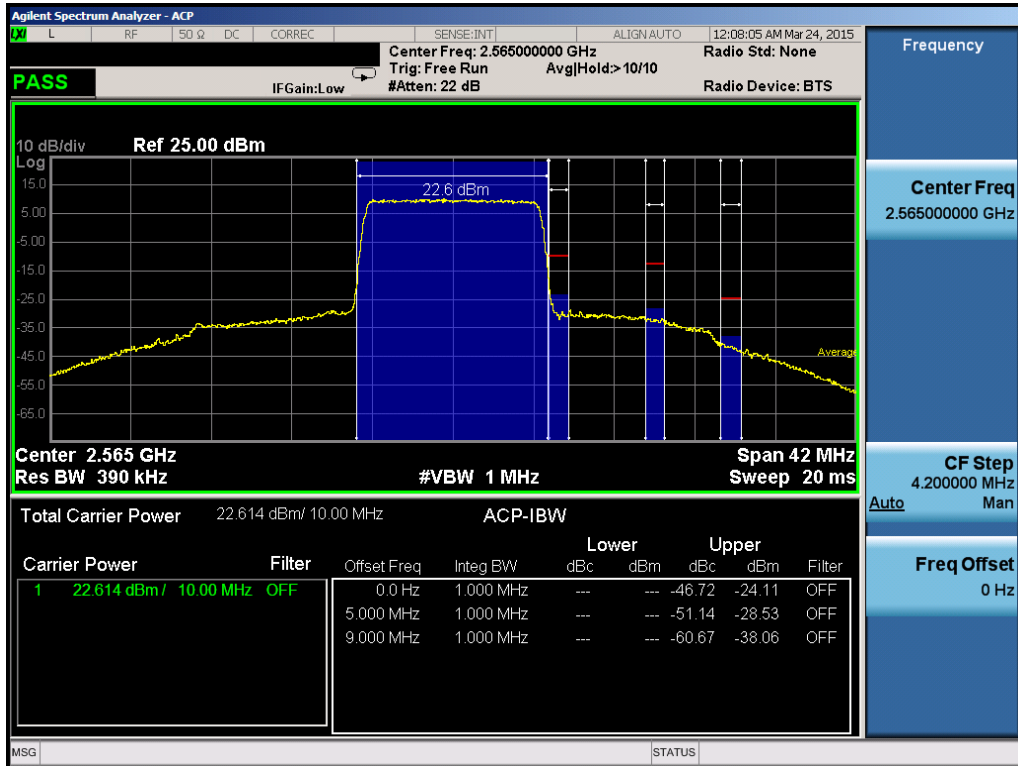 Agilent Spectrum Analyzer - ACP
LXI L RF 50 Ω DC CORREC SENSE:INT ALIGN AUTO 12:08:05 AM Mar 24, 2015
Center Freq: 2.565000000 GHz Radio Std: None
PASS Trig: Free Run Avg|Hold:> 10/10
IFGain:Low #Atten: 22 dB Radio Device: BTS
10 dB/div Ref 25.00 dBm
Log
15.0
22.6 dBm
5.00
-5.00
-15.0
-25.0
-35.0
-45.0
Average
-55.0
-65.0
Center 2.565 GHz Span 42 MHz
Res BW 390 kHz #VBW 1 MHz Sweep 20 ms
Total Carrier Power 22.614 dBm/ 10.00 MHz ACP-IBW
Lower Upper
Carrier Power Filter Offset Freq Integ BW dBc dBm dBc dBm Filter
1 22.614 dBm / 10.00 MHz OFF 0.0 Hz 1.000 MHz --- --- -46.72 -24.11 OFF
5.000 MHz 1.000 MHz --- --- -51.14 -28.53 OFF
9.000 MHz 1.000 MHz --- --- -60.67 -38.06 OFF
MSG STATUS
Frequency
Center Freq
2.565000000 GHz
CF Step
4.200000 MHz
Auto Man
Freq Offset
0 Hz